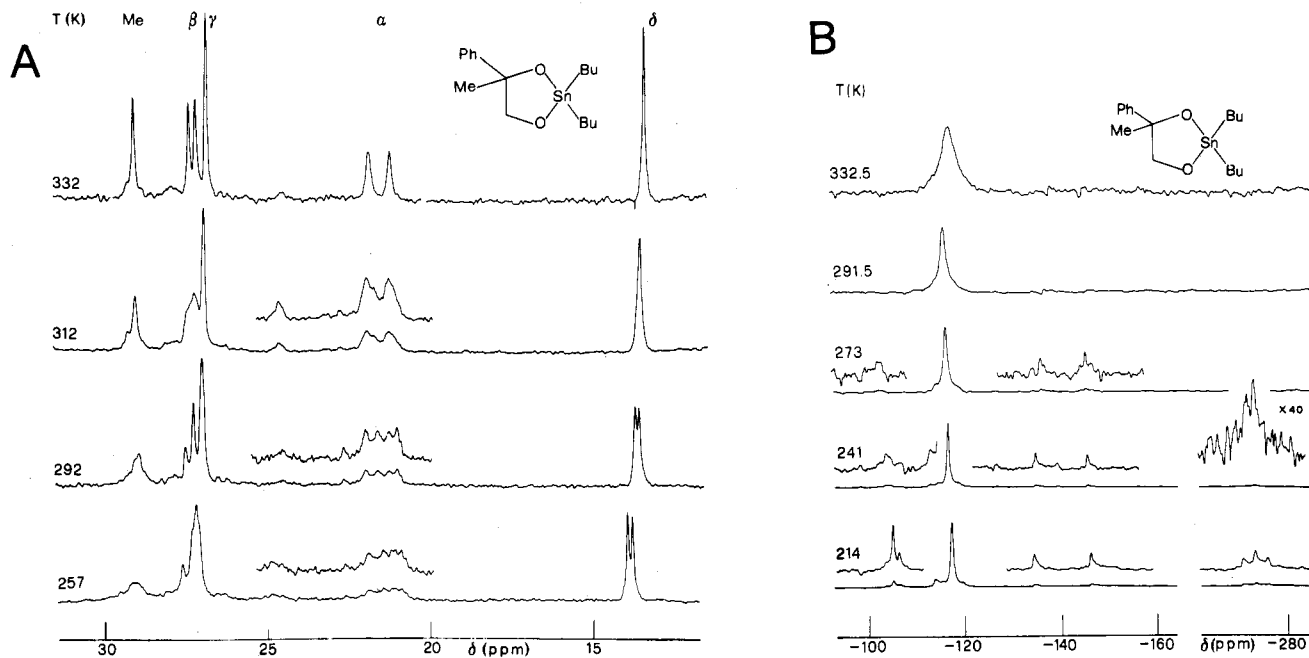 A
T (K) Me β γ α δ
Ph
Me
O
O
Sn
Bu
Bu
332
312
292
257
30 25 20 15
δ (ppm)
B
T (K)
Ph
Me
O
O
Sn
Bu
Bu
332.5
291.5
273
241
×40
214
-100 -120 -140 -160 -280
δ (ppm)